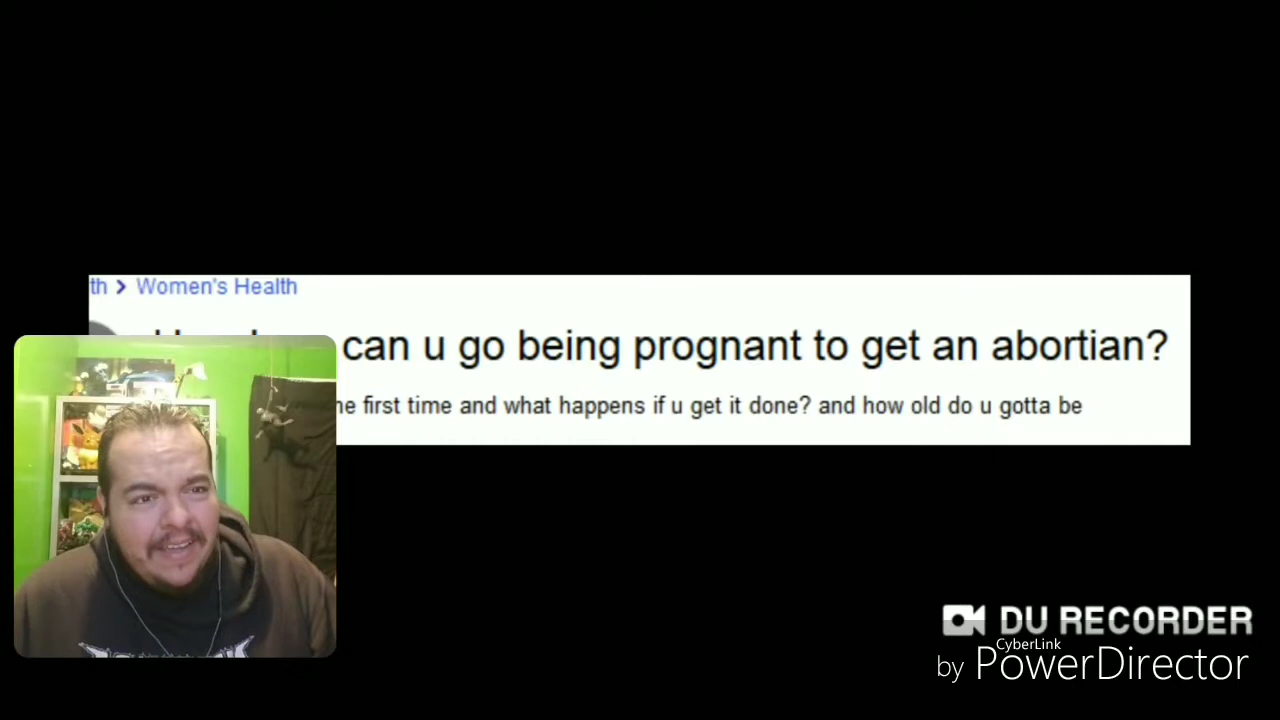 th > Women's Health
can u go being prognant to get an abortian?
he first time and what happens if u get it done? and how old do u gotta be
DU RECORDER
CyberLink
by PowerDirector